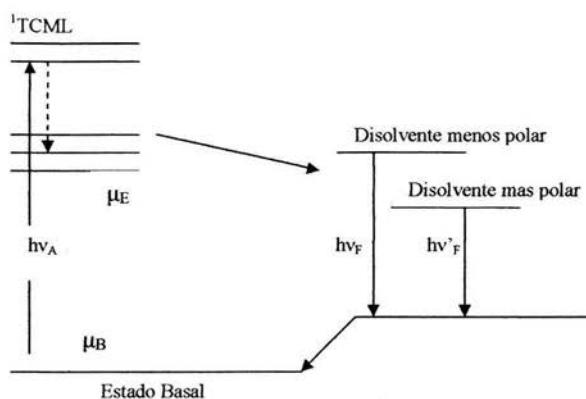 ¹TCML
Disolvente menos polar
Disolvente mas polar
μE
hνA
hνF
hν'F
μB
Estado Basal